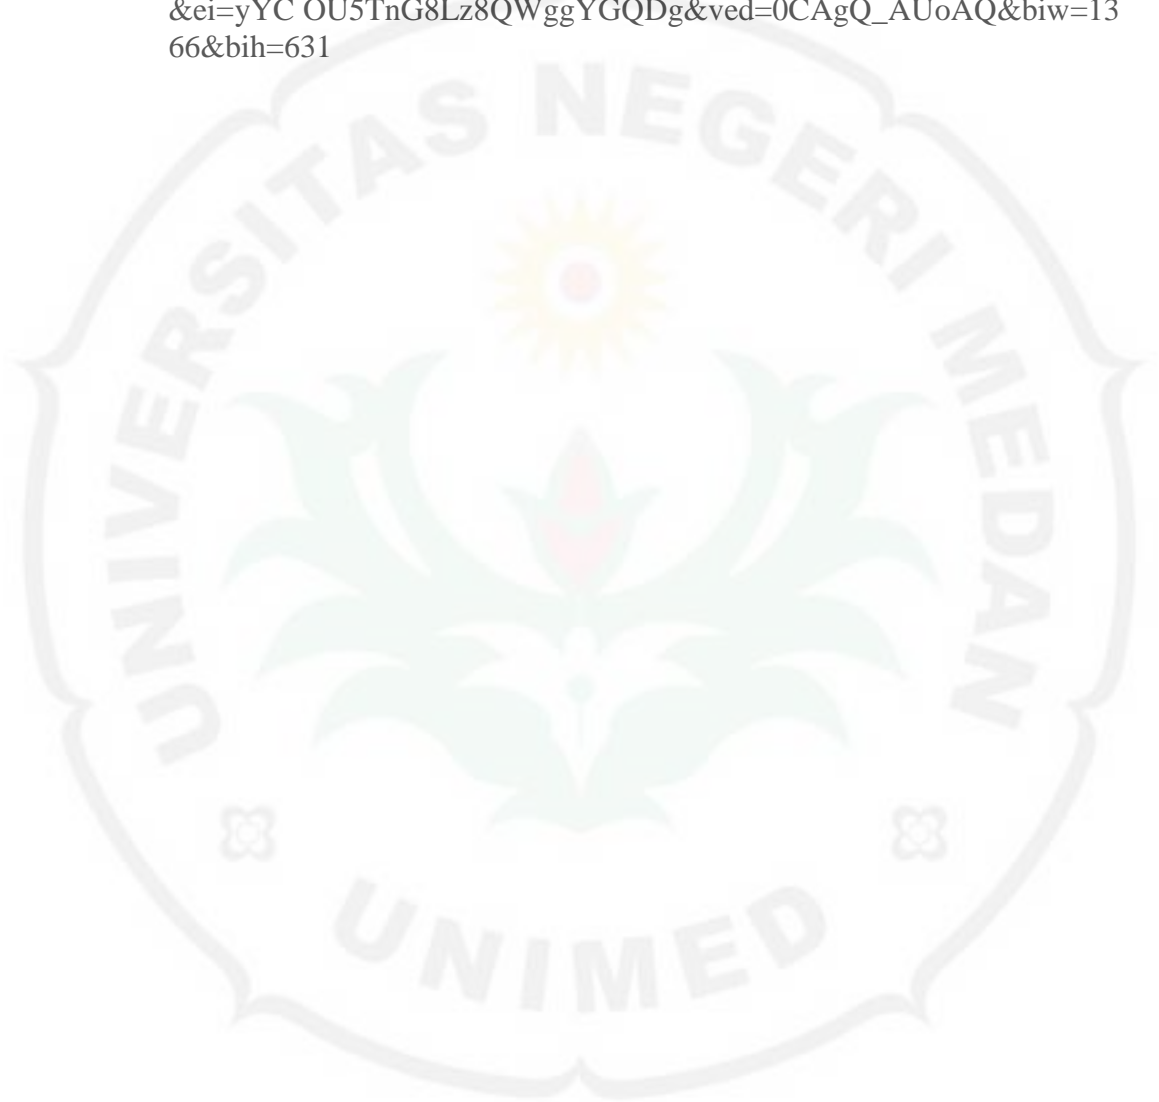 &ei=yYC OU5TnG8Lz8QWggYGQDg&ved=0CAgQ_AUoAQ&biw=13
66&bih=631
UNIVERSITAS NEGERI MEDAN
UNIMED